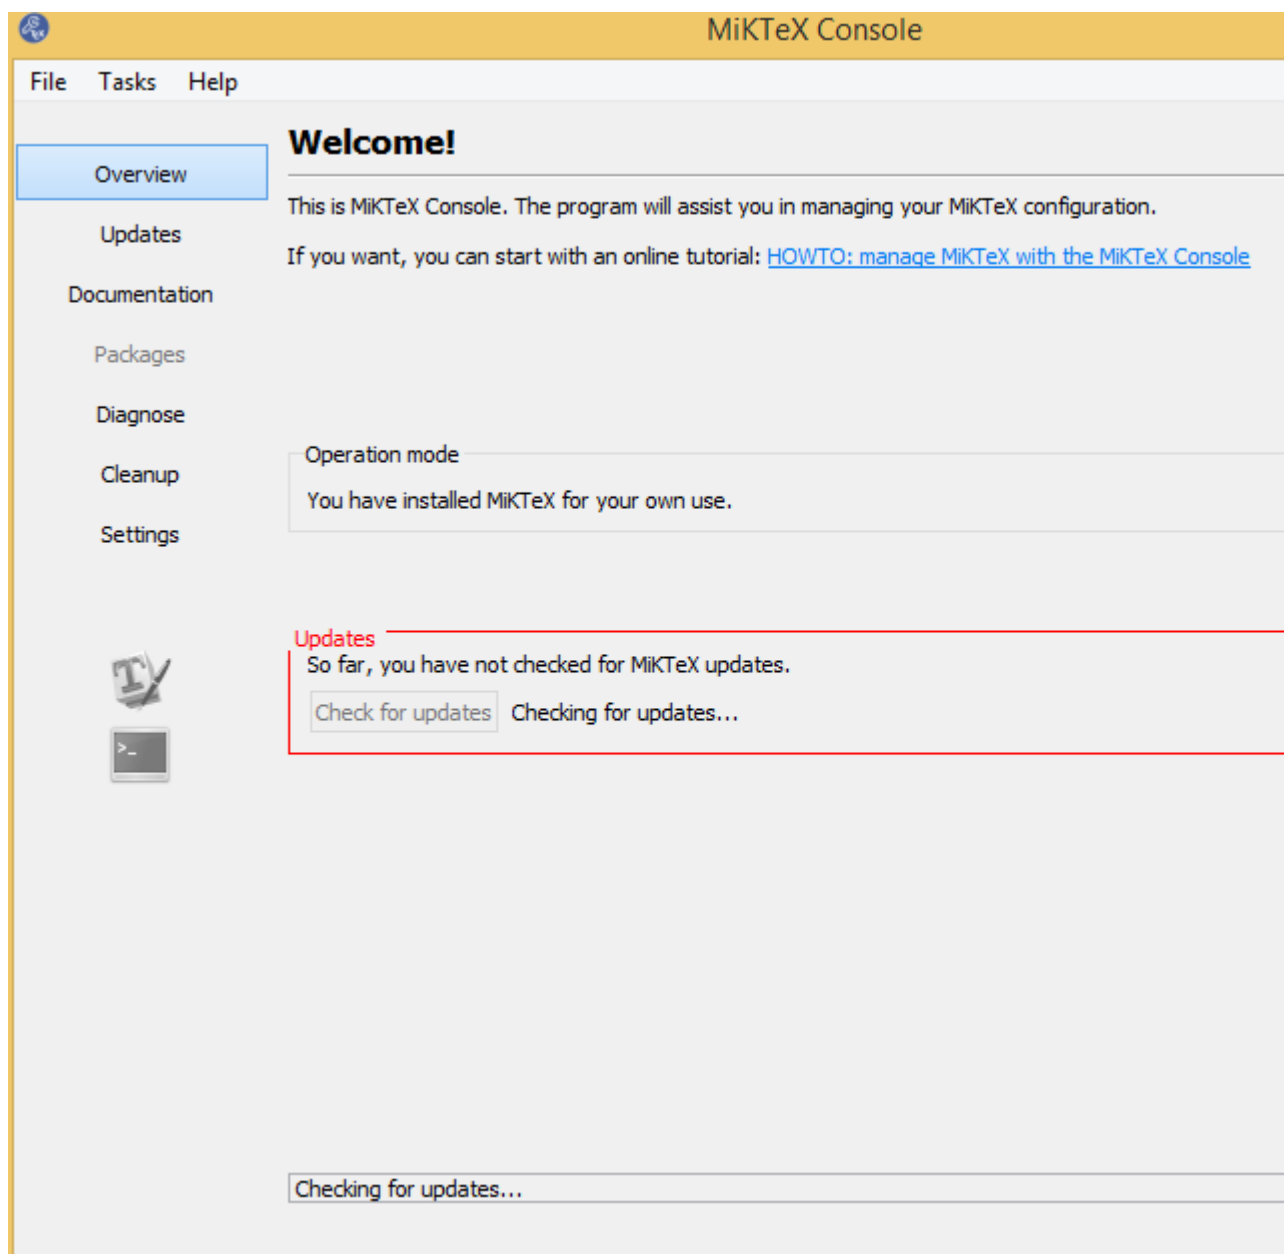 MiKTeX Console
File Tasks Help
Welcome!
Overview
This is MiKTeX Console. The program will assist you in managing your MiKTeX configuration.
Updates
If you want, you can start with an online tutorial: HOWTO: manage MiKTeX with the MiKTeX Console
Documentation
Packages
Diagnose
Operation mode
Cleanup
You have installed MiKTeX for your own use.
Settings
Updates
So far, you have not checked for MiKTeX updates.
Check for updates Checking for updates...
>_
Checking for updates...